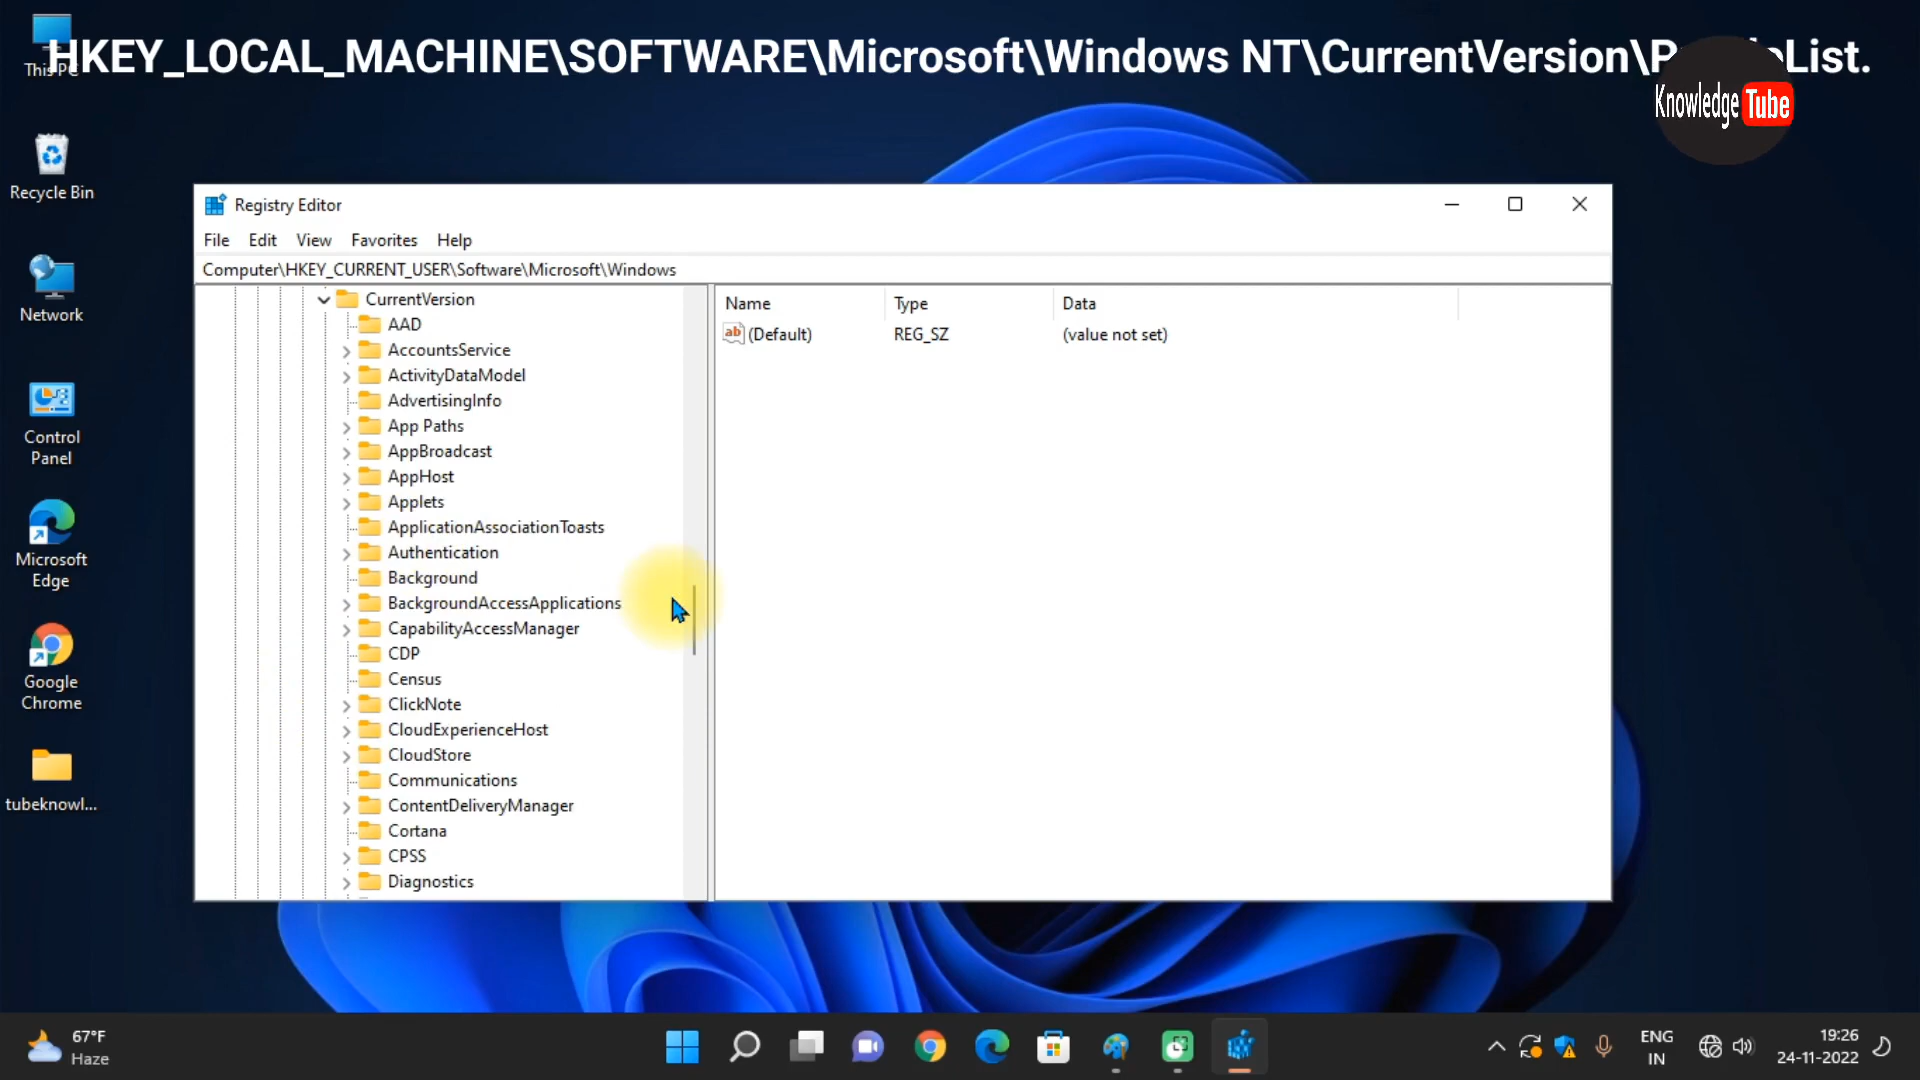 HKEY_LOCAL_MACHINE\SOFTWARE\Microsoft\Windows NT\CurrentVersion\P List.
This PC
Knowledge Tube
Recycle Bin
Network
Control
Panel
Microsoft
Edge
Google
Chrome
tubeknowl...
Registry Editor
File Edit View Favorites Help
Computer\HKEY_CURRENT_USER\Software\Microsoft\Windows
CurrentVersion
AAD
AccountsService
ActivityDataModel
AdvertisingInfo
App Paths
AppBroadcast
AppHost
Applets
ApplicationAssociationToasts
Authentication
Background
BackgroundAccessApplications
CapabilityAccessManager
CDP
Census
ClickNote
CloudExperienceHost
CloudStore
Communications
ContentDeliveryManager
Cortana
CPSS
Diagnostics
Name Type Data
(Default) REG_SZ (value not set)
67°F
Haze
ENG
IN
19:26
24-11-2022